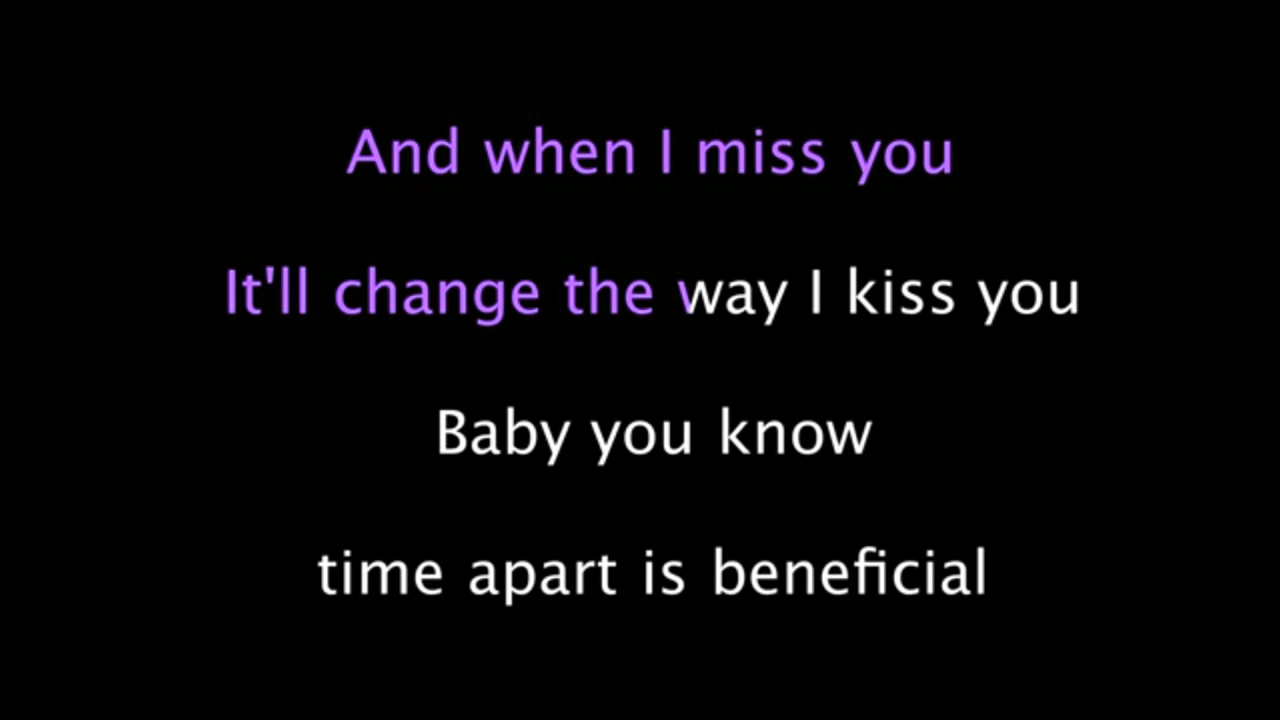 And when I miss you
It'll change the way I kiss you
Baby you know
time apart is beneficial